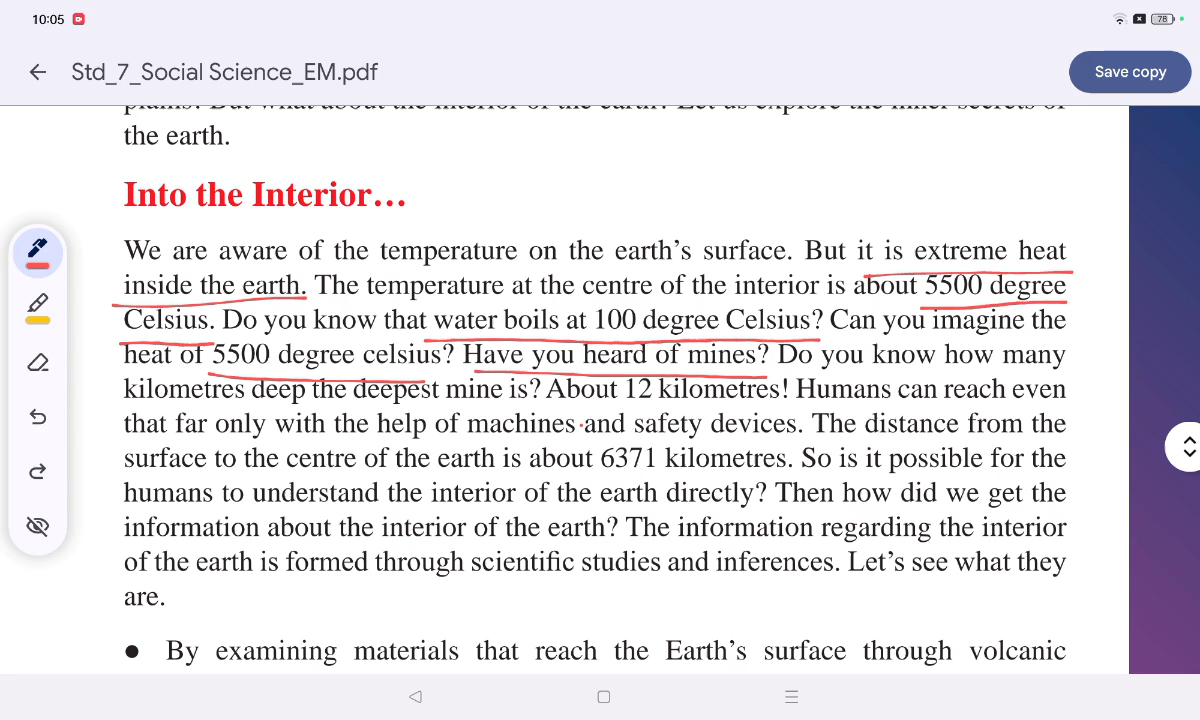 10:05
78
Std_7_Social Science_EM.pdf
Save copy
the earth.
Into the Interior...
We are aware of the temperature on the earth's surface. But it is extreme heat
inside the earth. The temperature at the centre of the interior is about 5500 degree
Celsius. Do you know that water boils at 100 degree Celsius? Can you imagine the
heat of 5500 degree celsius? Have you heard of mines? Do you know how many
kilometres deep the deepest mine is? About 12 kilometres! Humans can reach even
that far only with the help of machines and safety devices. The distance from the
surface to the centre of the earth is about 6371 kilometres. So is it possible for the
humans to understand the interior of the earth directly? Then how did we get the
information about the interior of the earth? The information regarding the interior
of the earth is formed through scientific studies and inferences. Let's see what they
are.
● By examining materials that reach the Earth's surface through volcanic